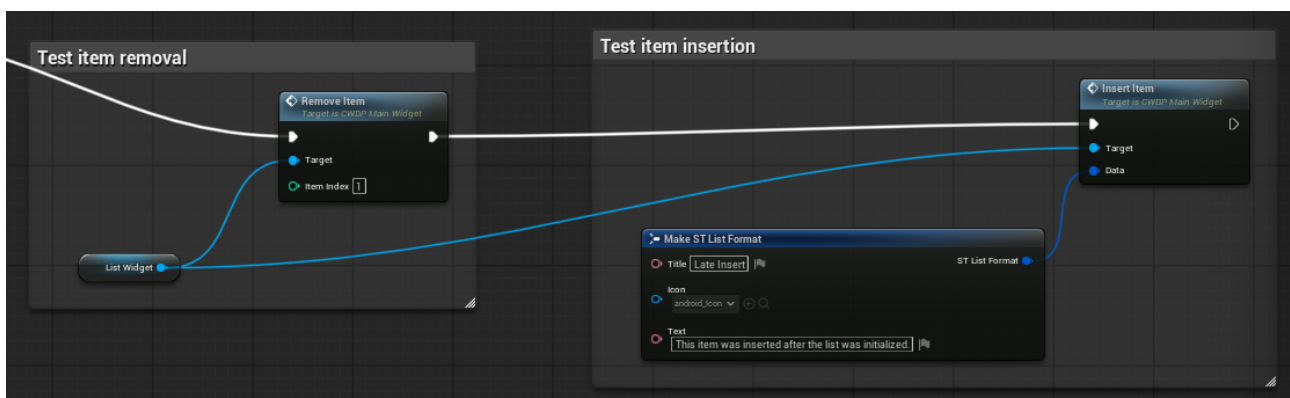 Test item removal
Remove Item
Target is CWDP Main Widget
Target
Item Index 1
List Widget
Test item insertion
Insert Item
Target is CWDP Main Widget
Target
Data
Make ST List Format
Title Late Insert
ST List Format
Icon
android_icon
Text
This item was inserted after the list was initialized.